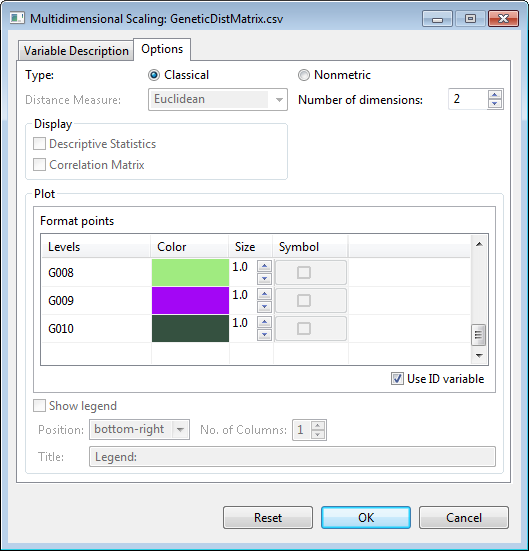 Multidimensional Scaling: GeneticDistMatrix.csv
Variable Description Options
Type: Classical Nonmetric
Distance Measure: Euclidean Number of dimensions: 2
Display
Descriptive Statistics
Correlation Matrix
Plot
Format points
Levels Color Size Symbol
G008 1.0
G009 1.0
G010 1.0
Use ID variable
Show legend
Position: bottom-right No. of Columns: 1
Title: Legend:
Reset OK Cancel